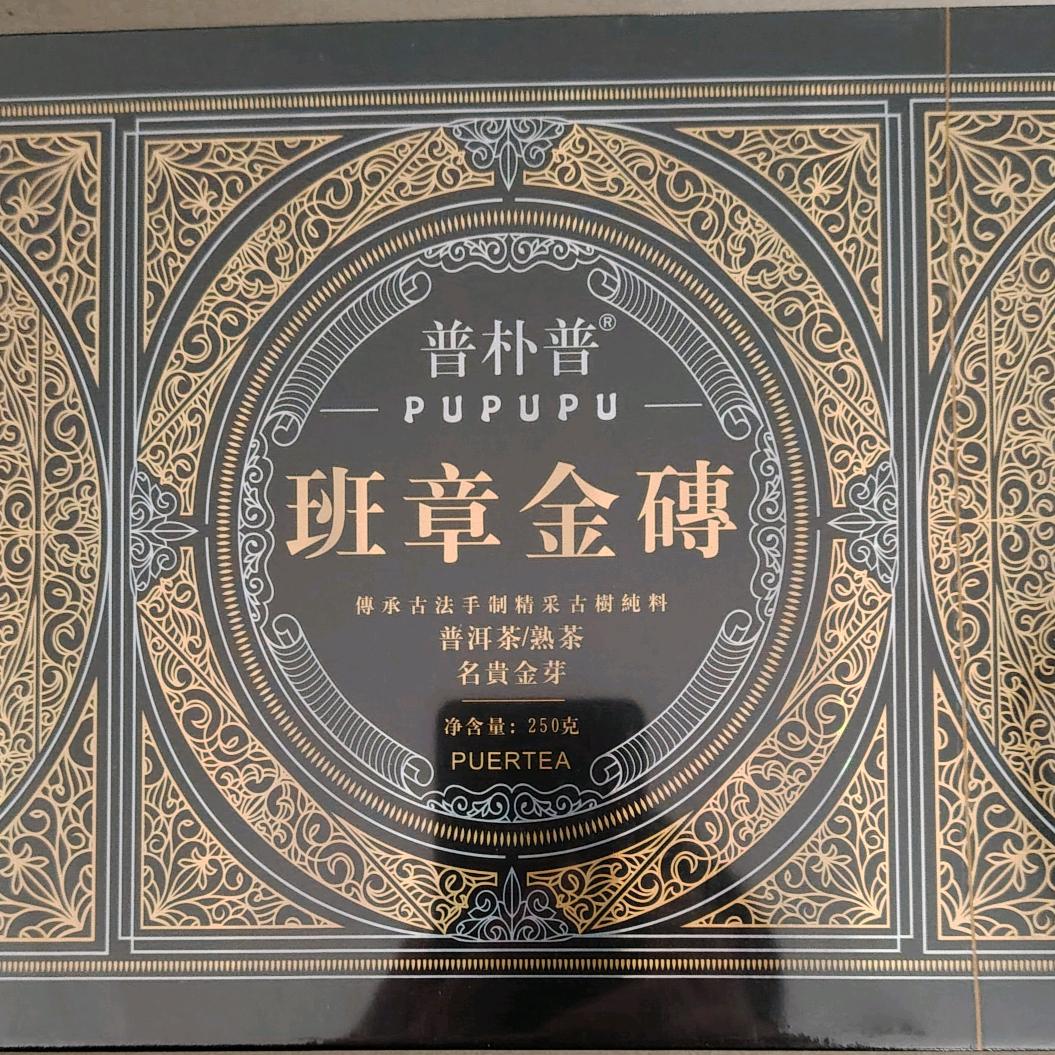 普朴普®
PUPUPU
班章金磚
傳承古法手制精采古樹純料
普洱茶/熟茶
名貴金芽
净含量：250克
PUERTEA